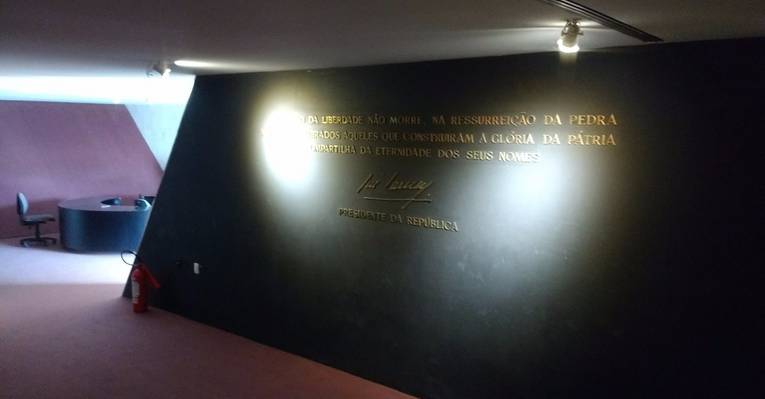 DA LIBERDADE NÃO MORRE, NA RESSURREIÇÃO DA PEDRA
AQUELES QUE CONSTRUIRAM A GLÓRIA DA PÁTRIA
DA ETERNIDADE DOS SEUS NOMES
PRESIDENTE DA REPÚBLICA